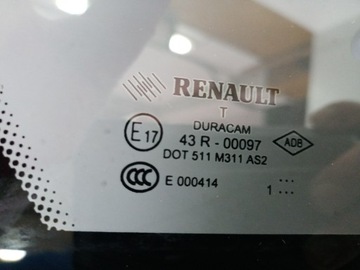 RENAULT
T
DURACAM
E17 43 R - 00097 ADB
DOT 511 M311 AS2
CCC E 000414
1 ...
...